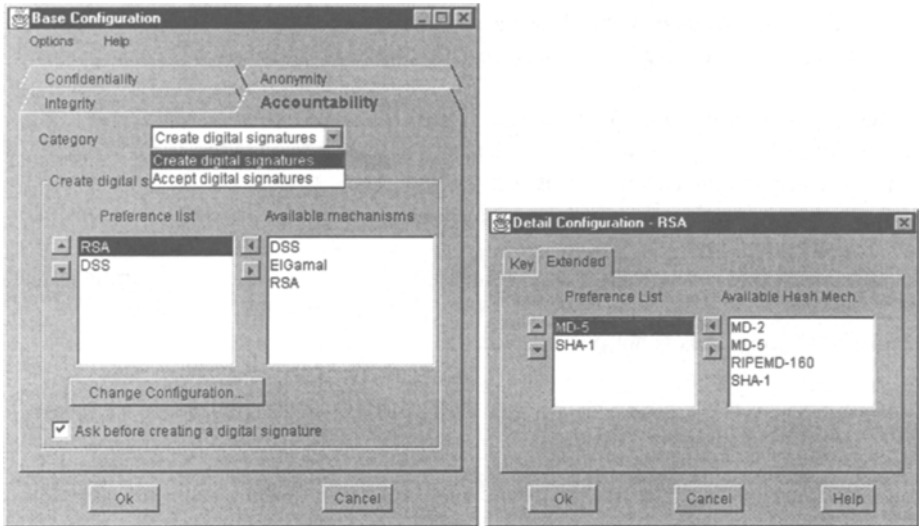 Base Configuration
Options Help
Confidentiality Anonymity
Integrity Accountability
Category Create digital signatures
Create digital signatures
Accept digital signatures
Create digital s
Preference list Available mechanisms
RSA
DSS
DSS
ElGamal
RSA
Change Configuration...
Ask before creating a digital signature
Ok Cancel
Detail Configuration - RSA
Key Extended
Preference List Available Hash Mech.
MD-5
SHA-1
MD-2
MD-5
RIPEMD-160
SHA-1
Ok Cancel Help